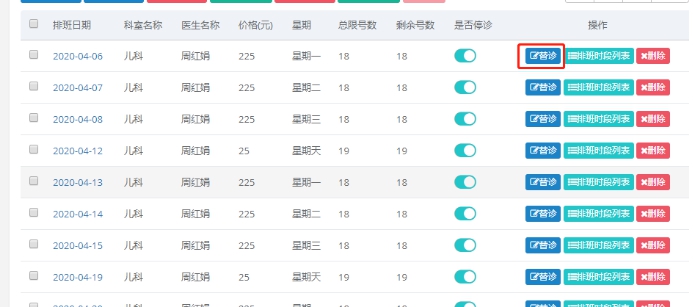 排班日期 科室名称 医生名称 价格(元) 星期 总限号数 剩余号数 是否停诊 操作
2020-04-06 儿科 周红娟 225 星期一 18 18 替诊 排班时段列表 删除
2020-04-07 儿科 周红娟 225 星期二 18 18 替诊 排班时段列表 删除
2020-04-08 儿科 周红娟 225 星期三 18 18 替诊 排班时段列表 删除
2020-04-12 儿科 周红娟 25 星期天 19 19 替诊 排班时段列表 删除
2020-04-13 儿科 周红娟 225 星期一 18 18 替诊 排班时段列表 删除
2020-04-14 儿科 周红娟 225 星期二 18 18 替诊 排班时段列表 删除
2020-04-15 儿科 周红娟 225 星期三 18 18 替诊 排班时段列表 删除
2020-04-19 儿科 周红娟 25 星期天 19 19 替诊 排班时段列表 删除